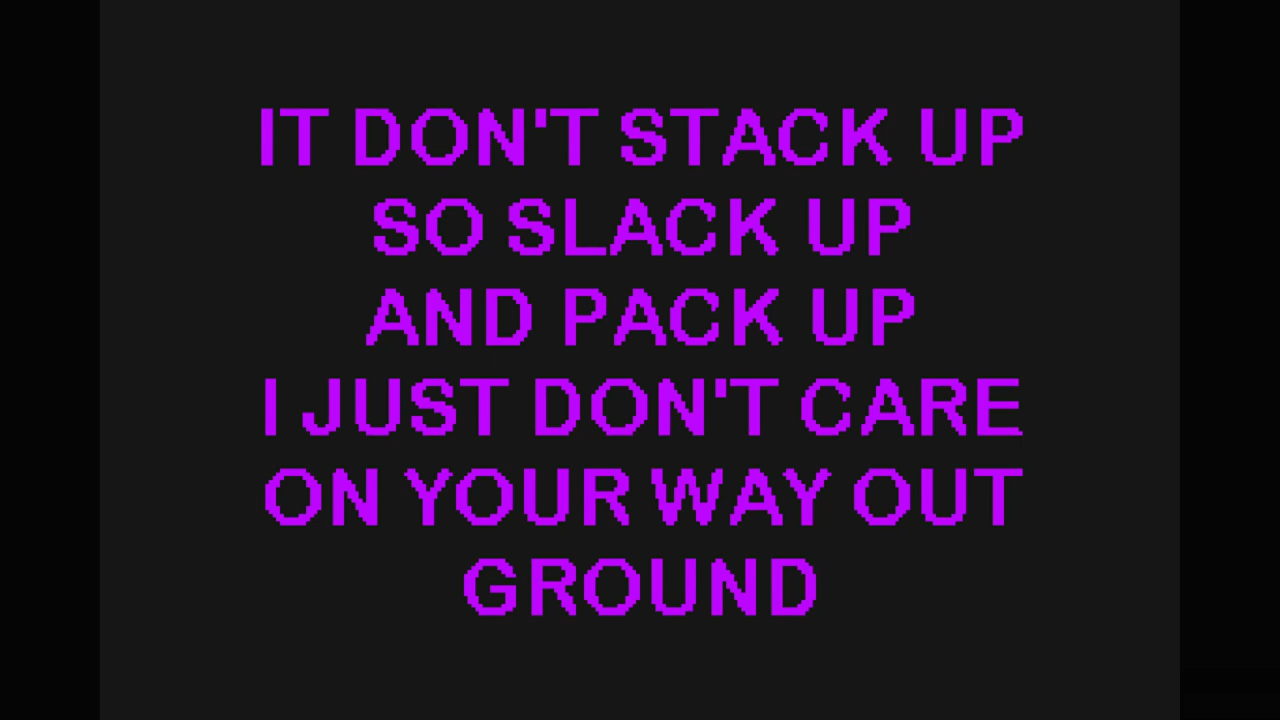 IT DON'T STACK UP
SO SLACK UP
AND PACK UP
I JUST DON'T CARE
ON YOUR WAY OUT
GROUND